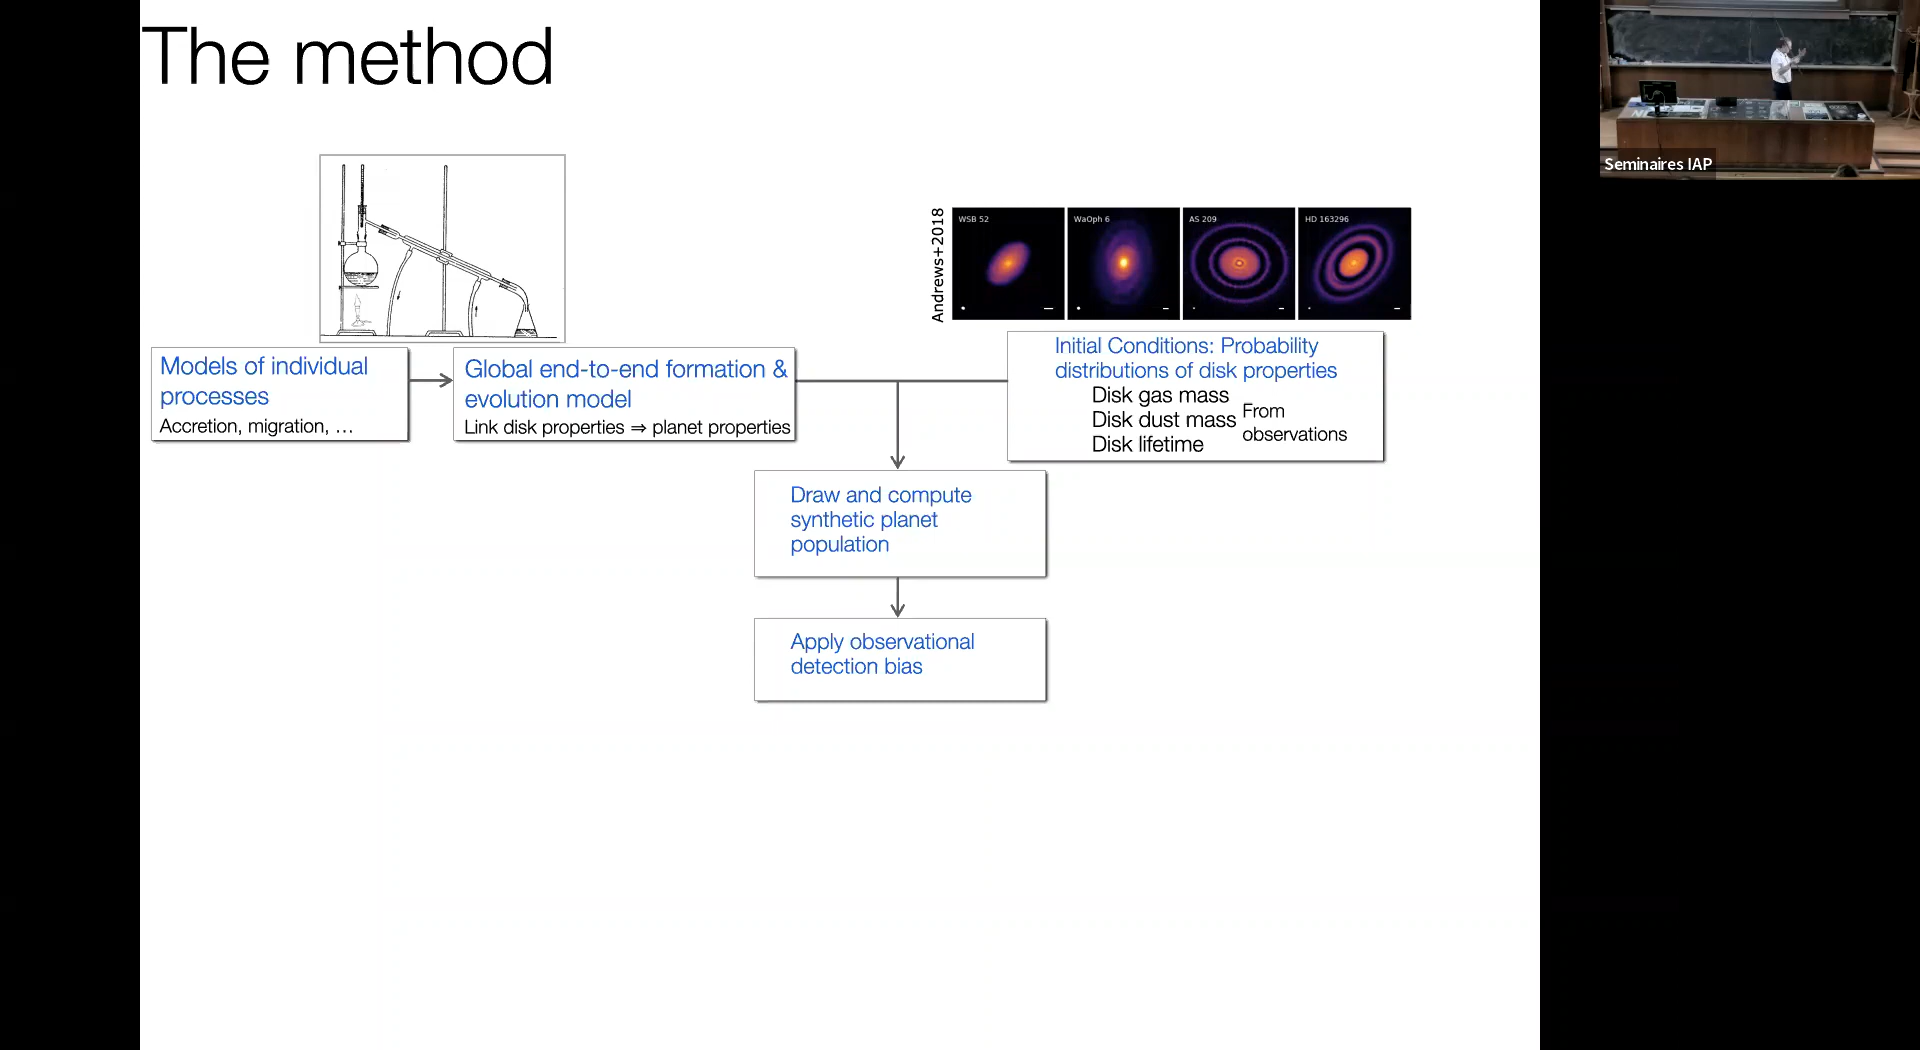 The method
Seminaires IAP
Andrews+2018
WSB 52
WaOph 6
AS 209
HD 163296
Models of individual
processes
Accretion, migration, …
Global end-to-end formation &
evolution model
Link disk properties ⇒ planet properties
Initial Conditions: Probability
distributions of disk properties
Disk gas mass
Disk dust mass
Disk lifetime
From
observations
Draw and compute
synthetic planet
population
Apply observational
detection bias